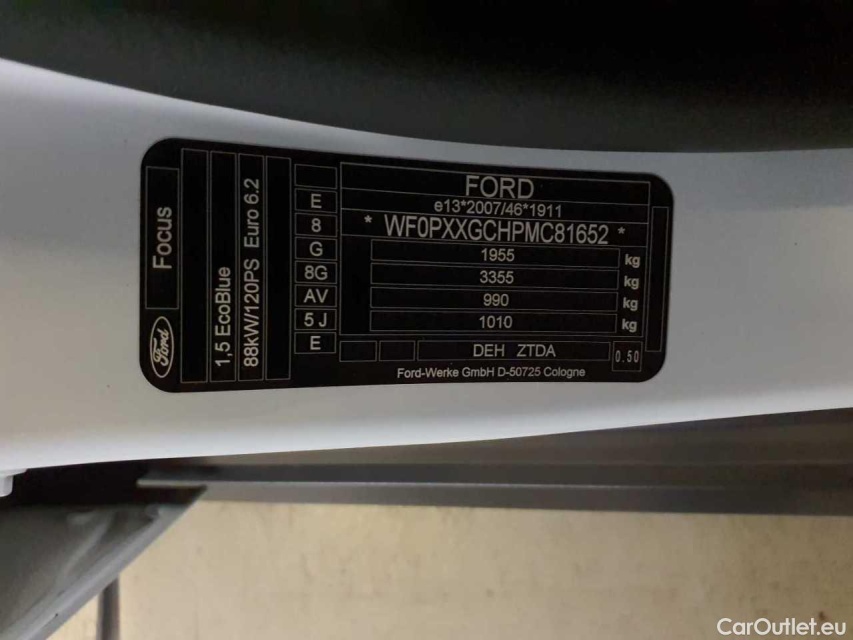 Focus
Ford
1,5 EcoBlue
88kW/120PS Euro 6.2
E
8
G
8G
AV
5 J
E
FORD
e13*2007/46*1911
* WF0PXXGCHPMC81652 *
1955 kg
3355 kg
990 kg
1010 kg
DEH ZTDA 0.50
Ford-Werke GmbH D-50725 Cologne
CarOutlet.eu